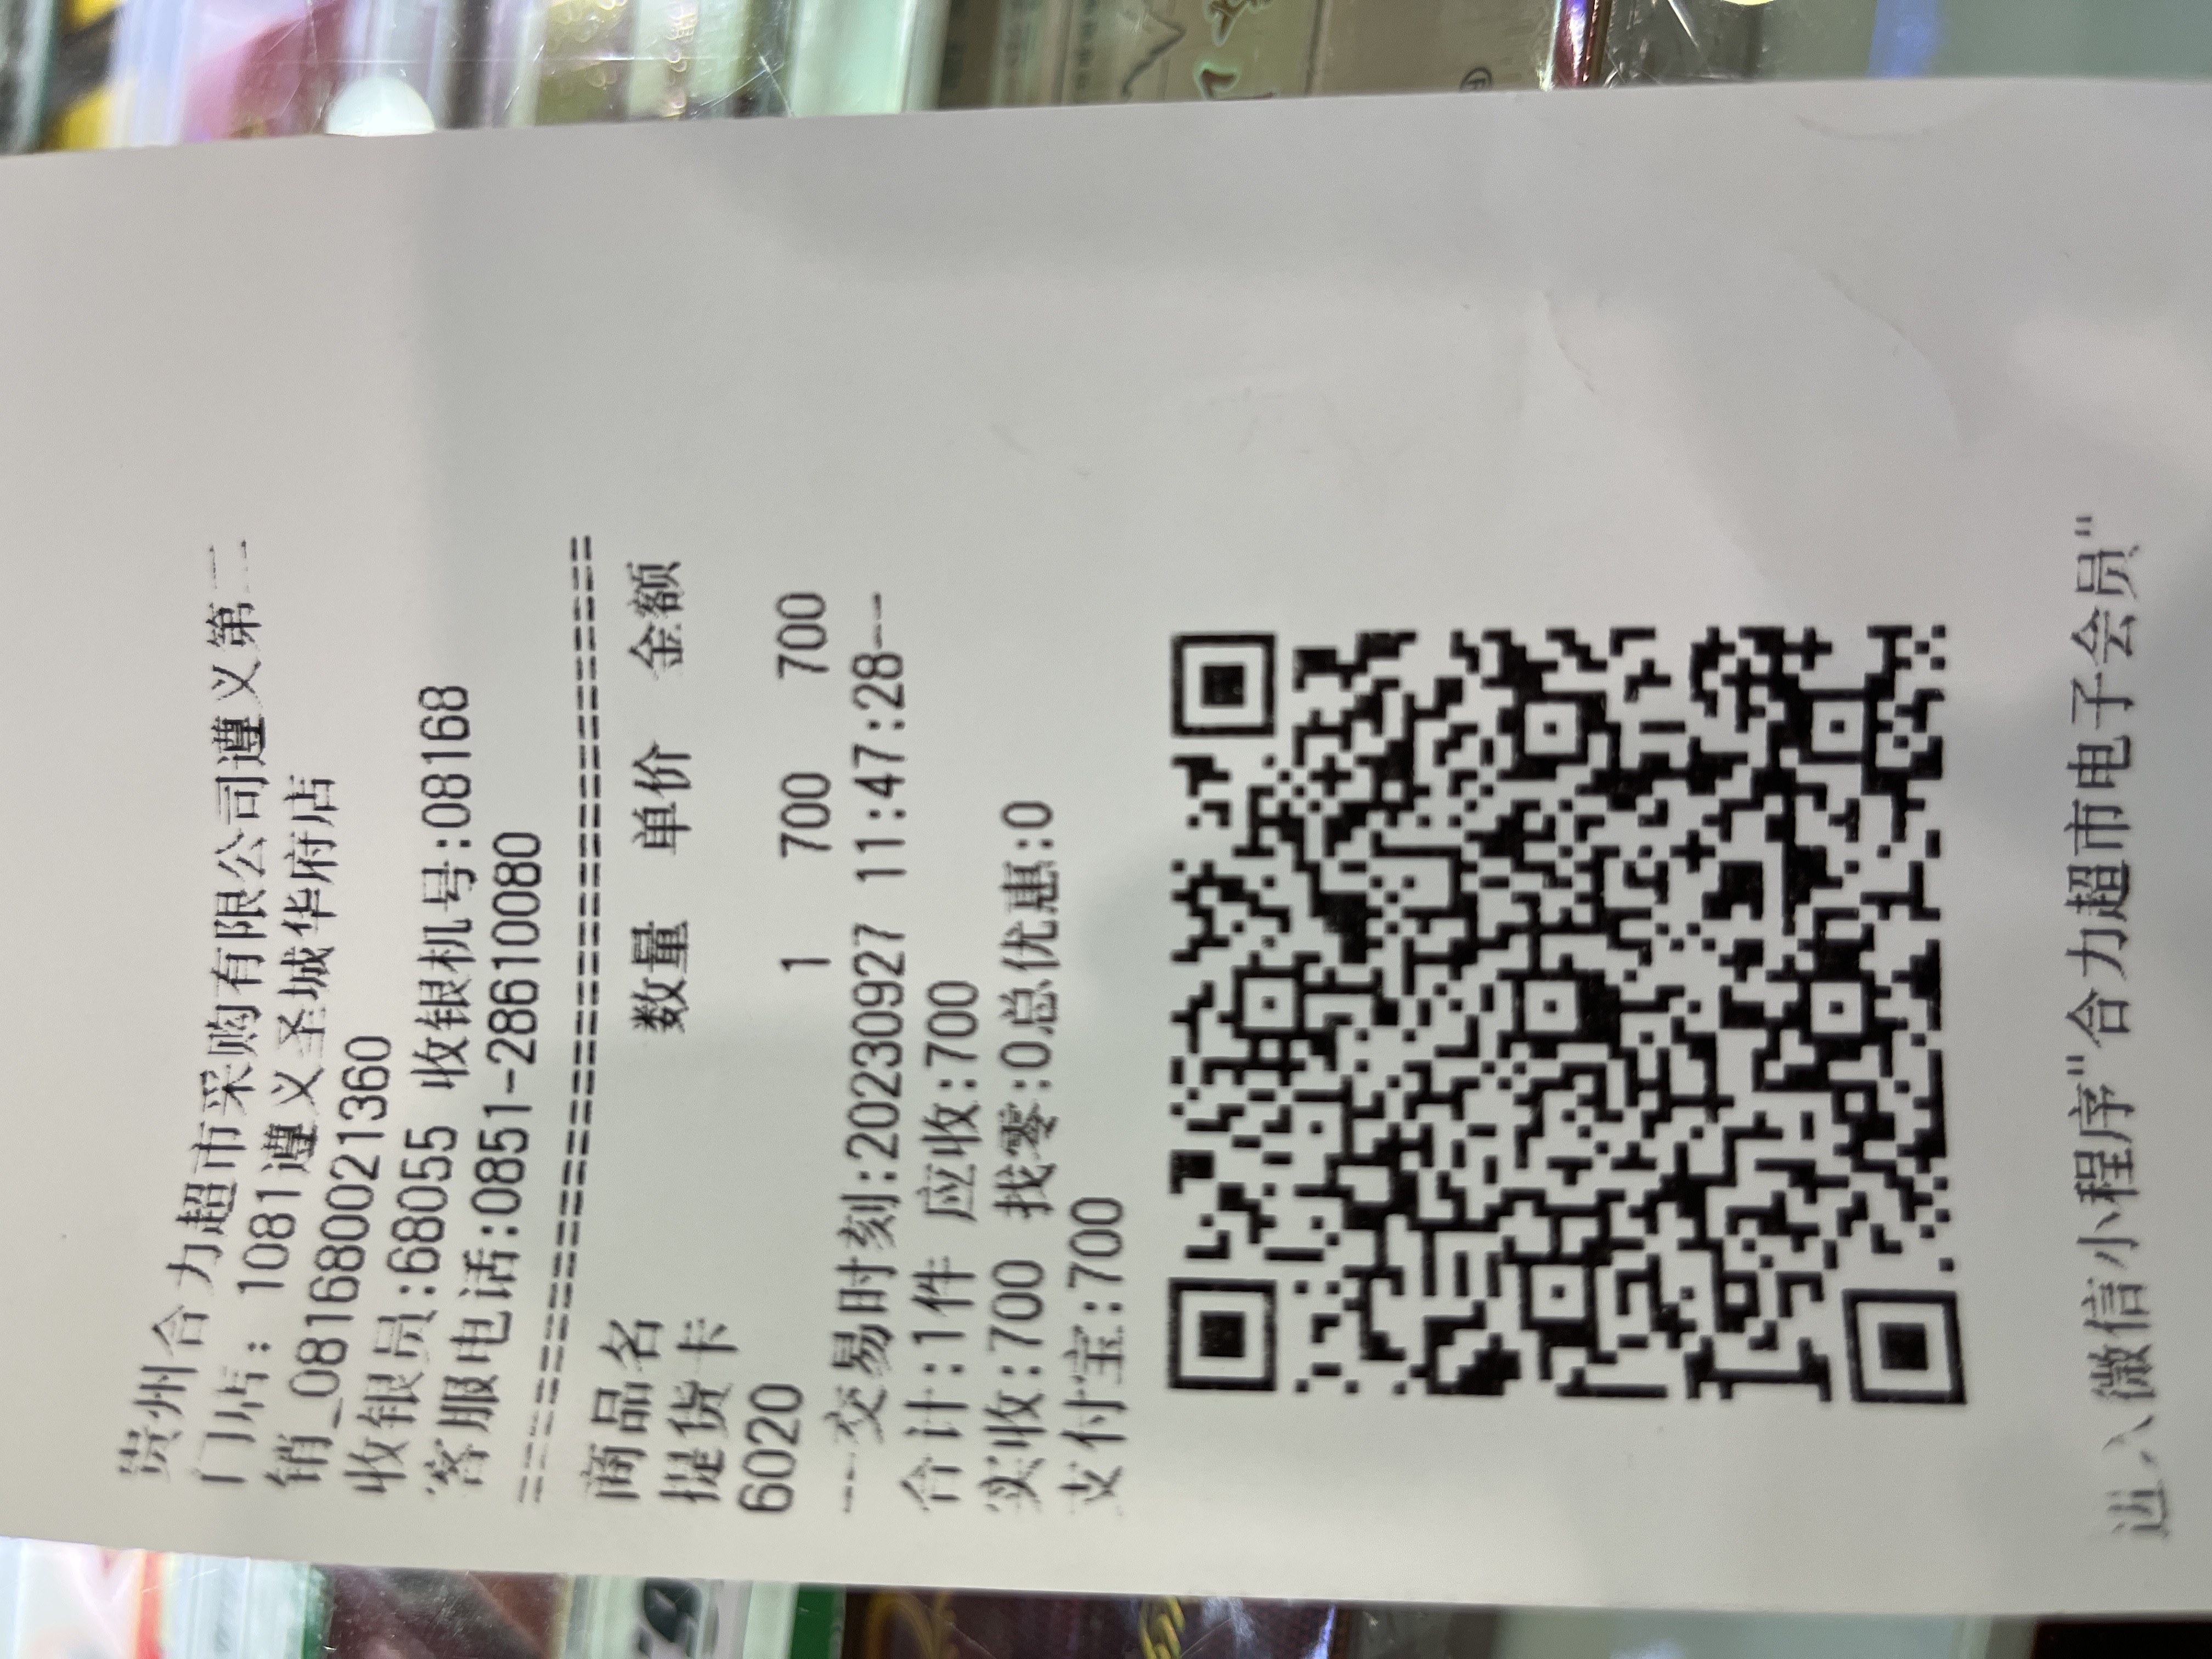 贵州合力超市采购有限公司遵义第二
门店: 1081遵义圣城华府店
销_0816800021360
收银员:68055 收银机号:08168
客服电话:0851-28610080
================================
商品名 数量 单价 金额
提货卡
6020 1 700 700
---交易时刻:20230927 11:47:28---
合计:1件 应收:700
实收:700 找零:0总优惠:0
支付宝:700
进入微信小程序"合力超市电子会员"